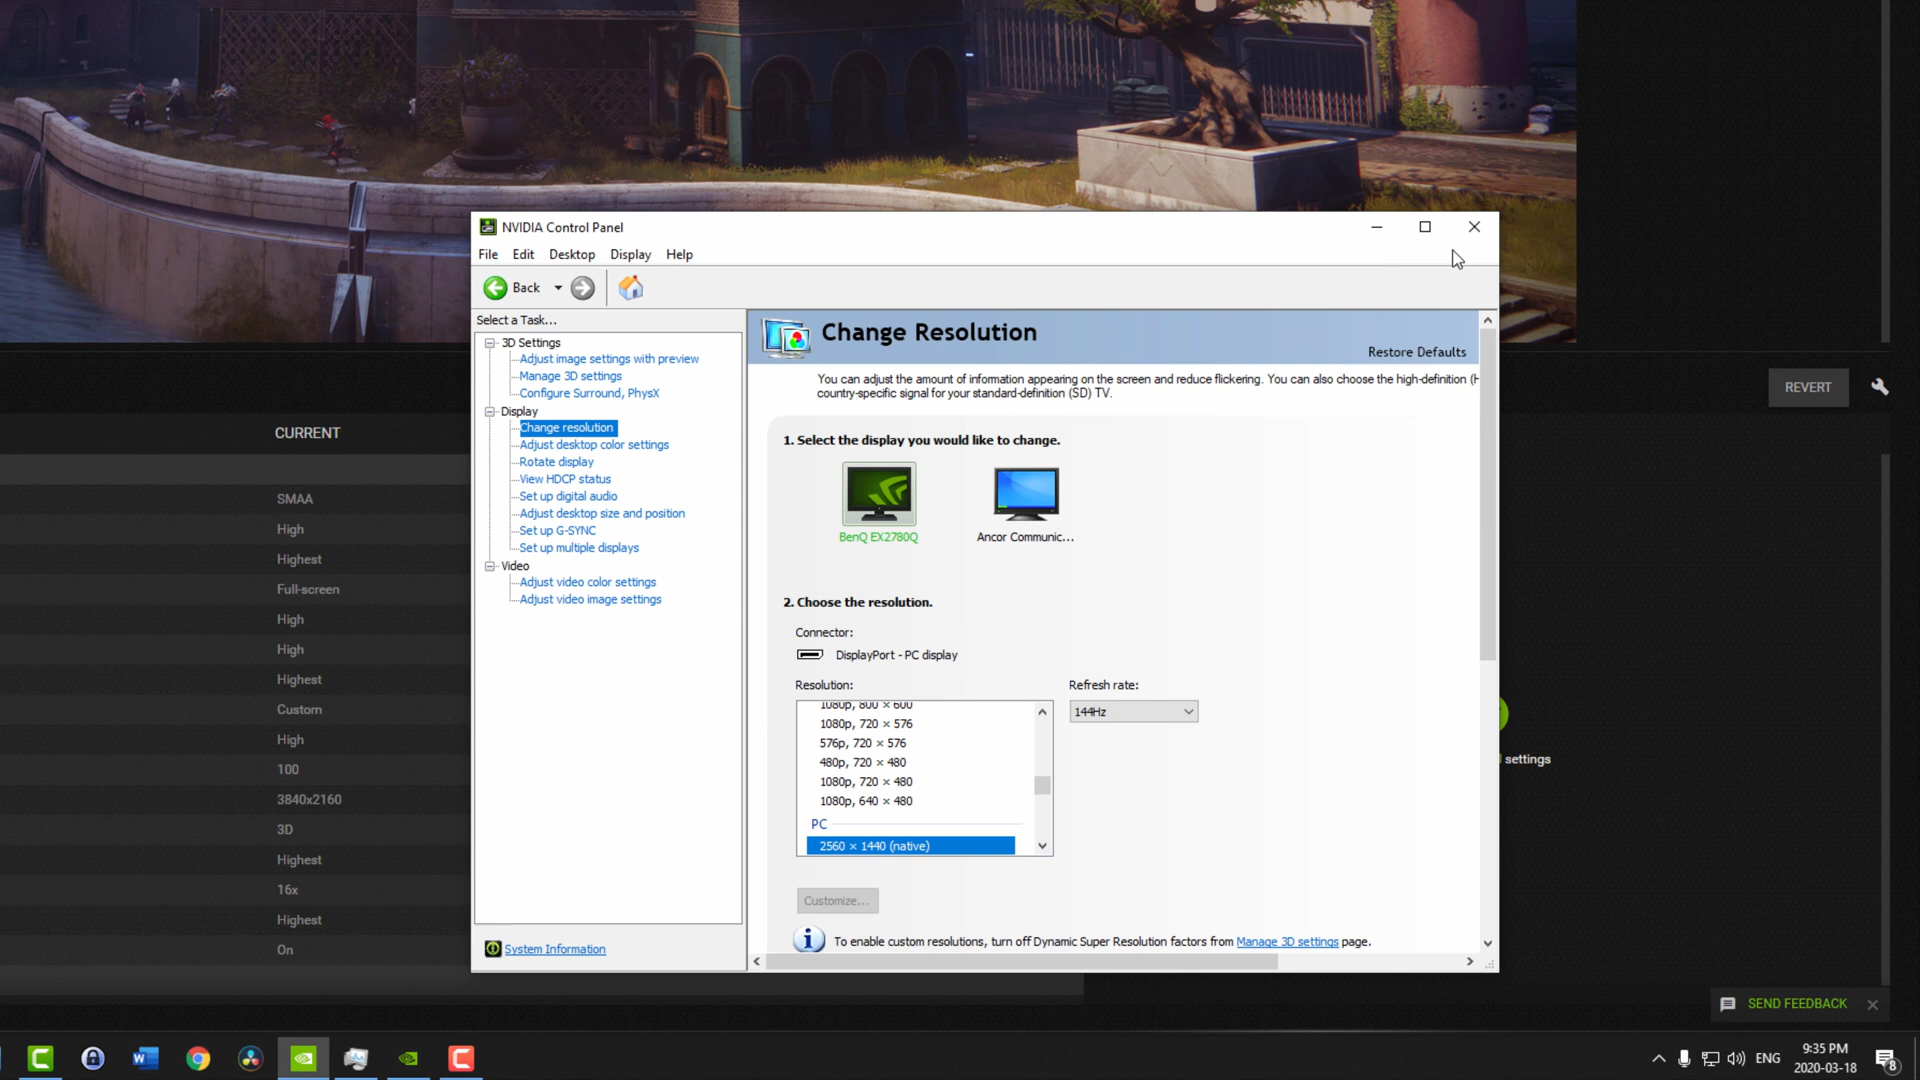 NVIDIA Control Panel
File Edit Desktop Display Help
Back
Select a Task...
3D Settings
Adjust image settings with preview
Manage 3D settings
Configure Surround, PhysX
Display
Change resolution
Adjust desktop color settings
Rotate display
View HDCP status
Set up digital audio
Adjust desktop size and position
Set up G-SYNC
Set up multiple displays
Video
Adjust video color settings
Adjust video image settings
System Information
Change Resolution
Restore Defaults
You can adjust the amount of information appearing on the screen and reduce flickering. You can also choose the high-definition (H
country-specific signal for your standard-definition (SD) TV.
1. Select the display you would like to change.
BenQ EX2780Q
Ancor Communic...
2. Choose the resolution.
Connector:
DisplayPort - PC display
Resolution:
Refresh rate:
1080p, 800 × 600
1080p, 720 × 576
576p, 720 × 576
480p, 720 × 480
1080p, 720 × 480
1080p, 640 × 480
PC
2560 × 1440 (native)
144Hz
Customize...
To enable custom resolutions, turn off Dynamic Super Resolution factors from Manage 3D settings page.
CURRENT
SMAA
High
Highest
Full-screen
High
High
Highest
Custom
High
100
3840x2160
3D
Highest
16x
Highest
On
REVERT
settings
SEND FEEDBACK
ENG
9:35 PM
2020-03-18
8